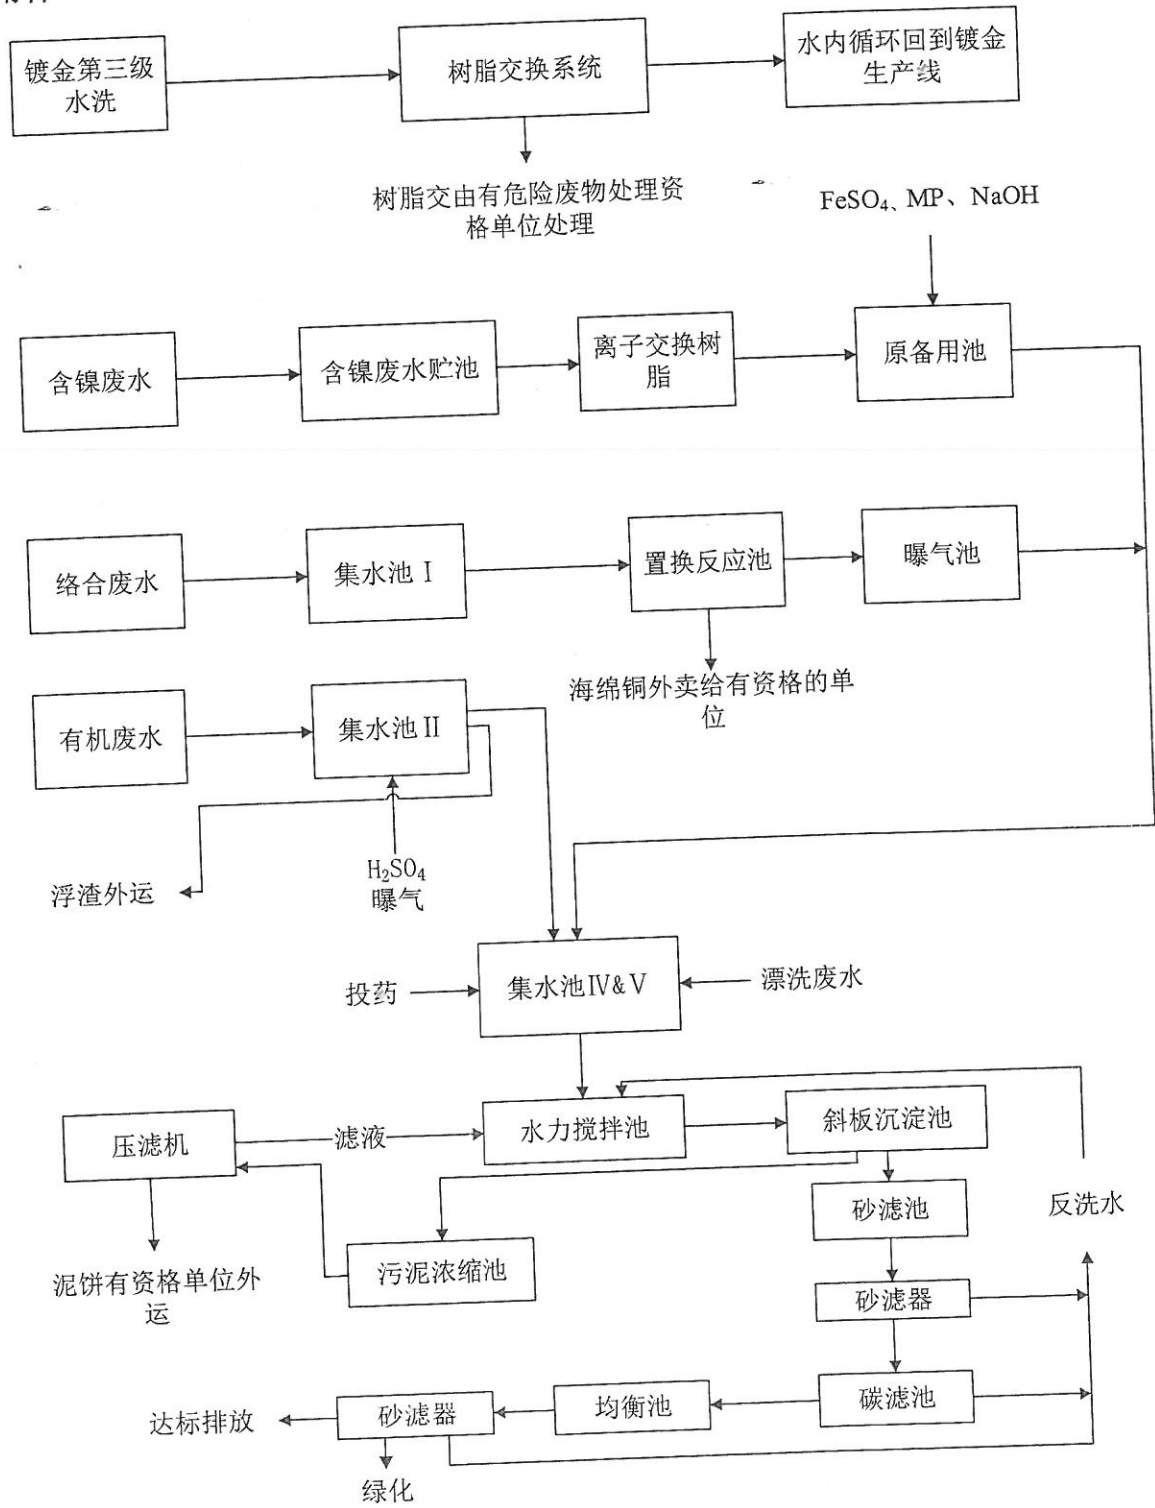 镀金第三级
水洗
树脂交换系统
水内循环回到镀金
生产线
树脂交由有危险废物处理资
格单位处理
FeSO₄、MP、NaOH
含镍废水
含镍废水贮池
离子交换树
脂
原备用池
络合废水
集水池Ⅰ
置换反应池
曝气池
海绵铜外卖给有资格的单
位
有机废水
集水池Ⅱ
浮渣外运
H₂SO₄
曝气
投药
集水池Ⅳ&Ⅴ
漂洗废水
压滤机
滤液
水力搅拌池
斜板沉淀池
砂滤池
反洗水
泥饼有资格单位外
运
污泥浓缩池
砂滤器
达标排放
砂滤器
均衡池
碳滤池
绿化